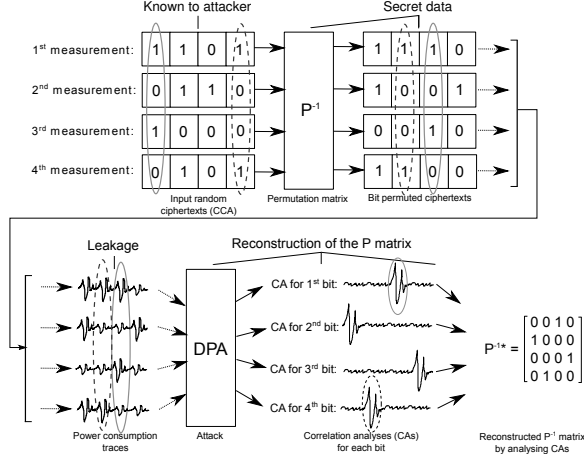 Known to attacker
Secret data
1st measurement: 1 1 0 1
1 1 1 0
2nd measurement: 0 1 1 0
1 0 0 1
3rd measurement: 1 0 0 0
0 0 1 0
4th measurement: 0 1 0 1
1 1 0 0
P-1
Input random
ciphertexts (CCA)
Permutation matrix
Bit permuted ciphertexts
Leakage
Reconstruction of the P matrix
DPA
CA for 1st bit:
CA for 2nd bit:
CA for 3rd bit:
CA for 4th bit:
P-1* =
0 0 1 0
1 0 0 0
0 0 0 1
0 1 0 0
Power consumption
traces
Attack
Correlation analyses (CAs)
for each bit
Reconstructed P-1 matrix
by analysing CAs